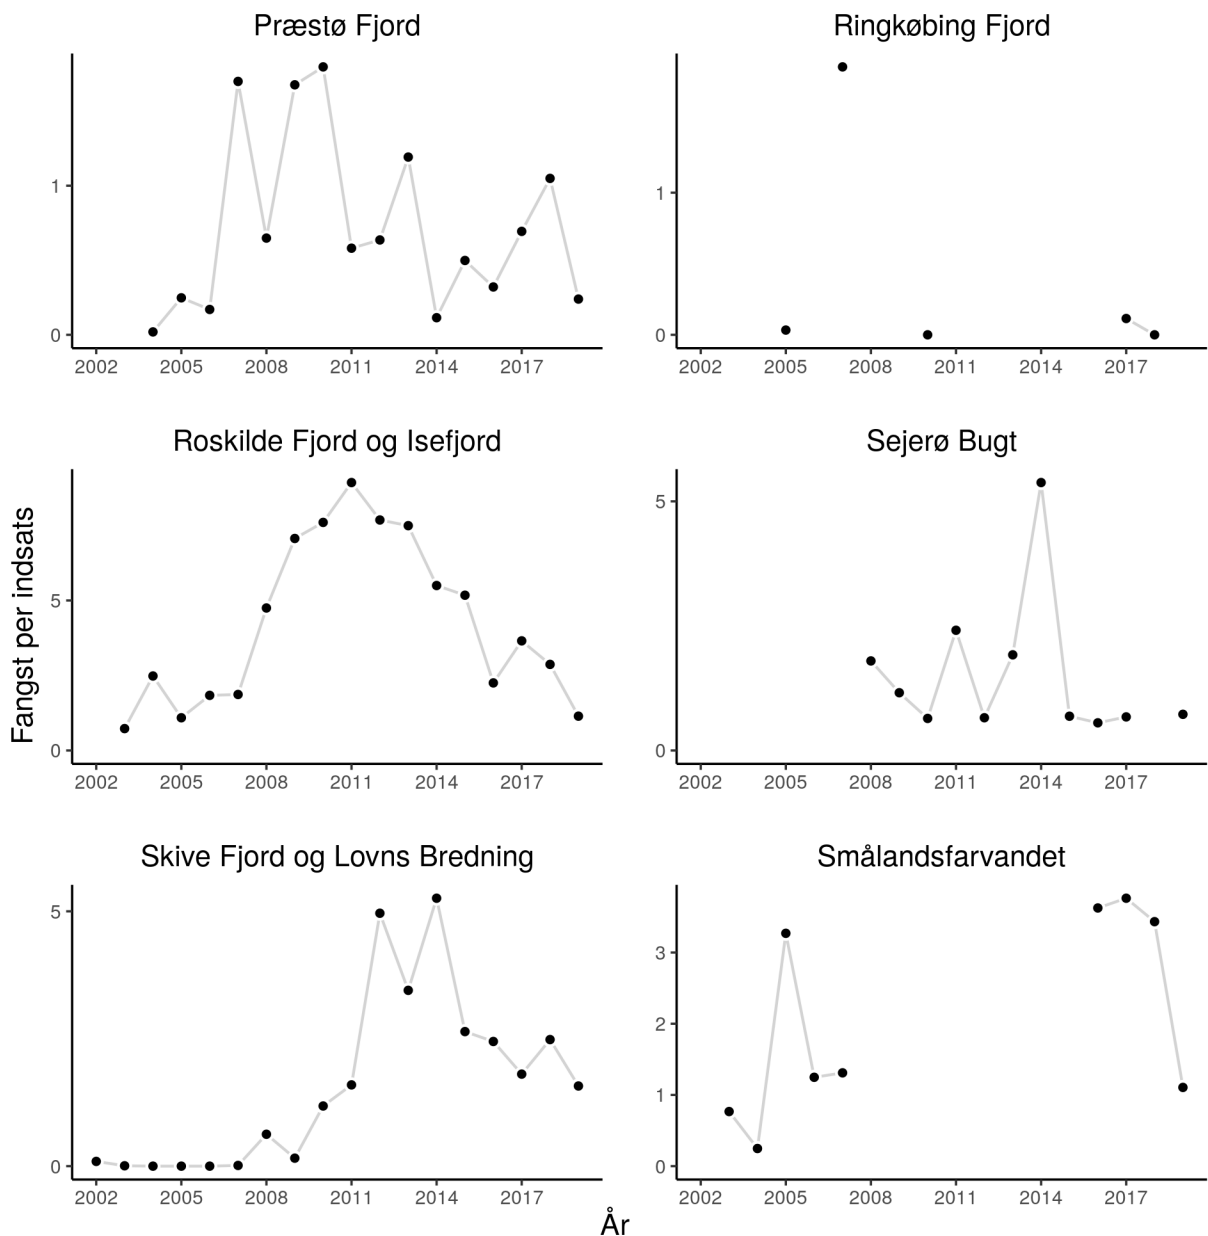 Præstø Fjord
Ringkøbing Fjord
1
0
2002 2005 2008 2011 2014 2017
1
0
2002 2005 2008 2011 2014 2017
Fangst per indsats
Roskilde Fjord og Isefjord
Sejerø Bugt
5
0
2002 2005 2008 2011 2014 2017
5
0
2002 2005 2008 2011 2014 2017
Skive Fjord og Lovns Bredning
Smålandsfarvandet
5
0
2002 2005 2008 2011 2014 2017
3
2
1
0
2002 2005 2008 2011 2014 2017
År